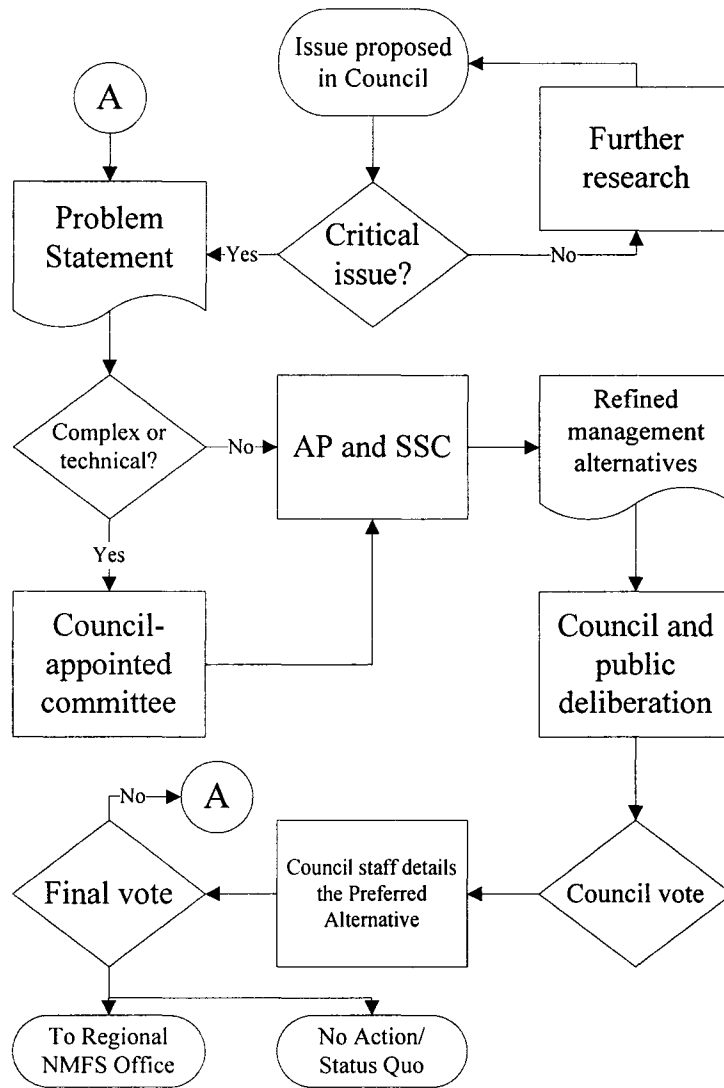 Issue proposed
in Council
A
Further
research
Problem
Statement
Yes
Critical
issue?
No
Complex or
technical?
No
AP and SSC
Refined
management
alternatives
Yes
Council-
appointed
committee
Council and
public
deliberation
No
A
Final vote
Council staff details
the Preferred
Alternative
Council vote
To Regional
NMFS Office
No Action/
Status Quo